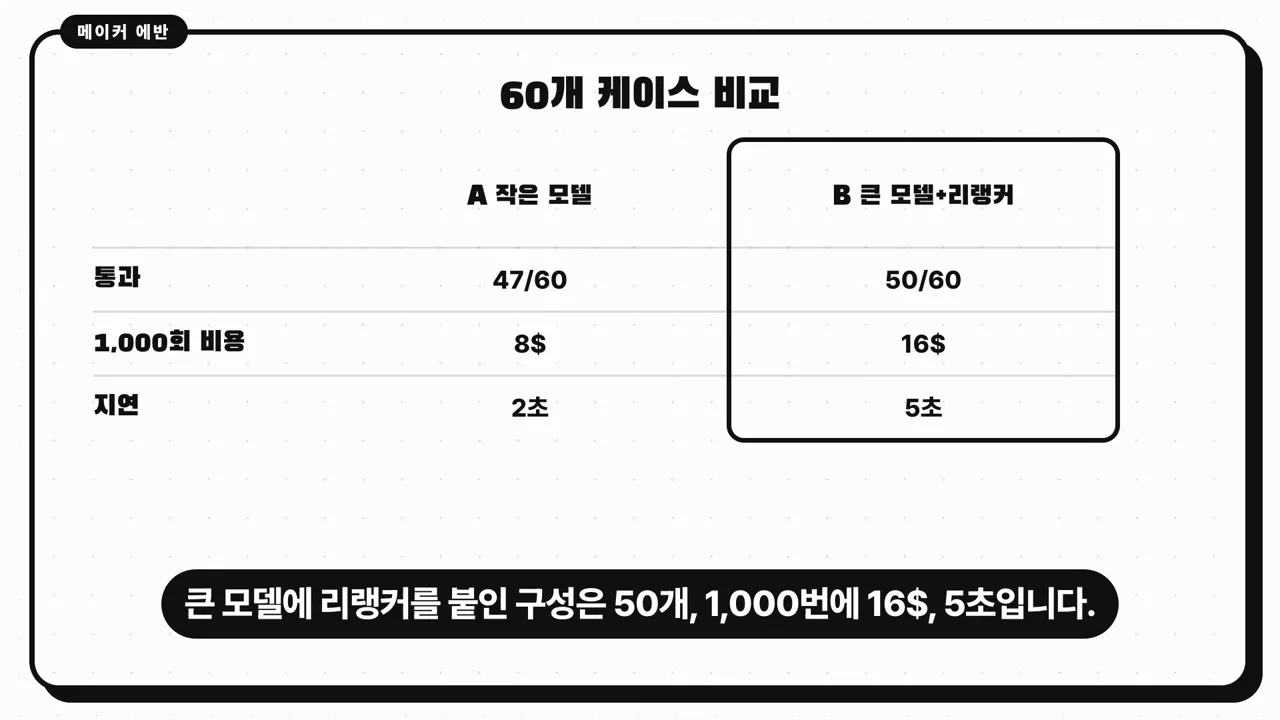 메이커 에반
60개 케이스 비교
A 작은 모델 B 큰 모델+리랭커
통과 47/60 50/60
1,000회 비용 8$ 16$
지연 2초 5초
큰 모델에 리랭커를 붙인 구성은 50개, 1,000번에 16$, 5초입니다.